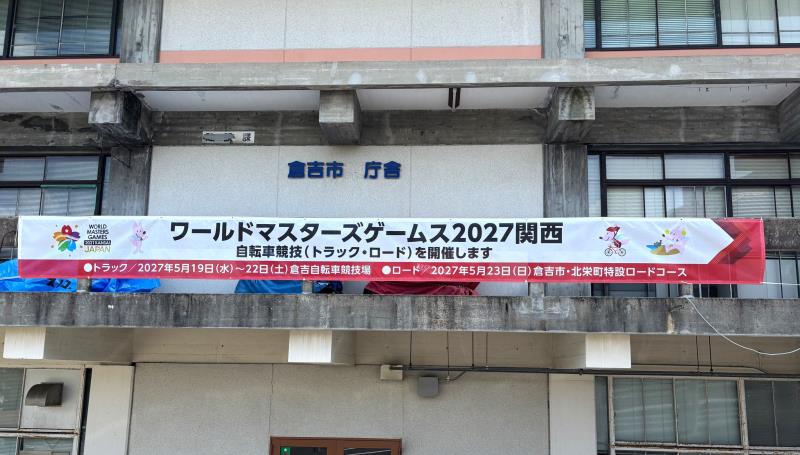 課
倉吉市 庁舎
WORLD
MASTERS
GAMES
2027 KANSAI
JAPAN
ワールドマスターズゲームス2027関西
自転車競技(トラック・ロード)を開催します
●トラック/2027年5月19日(水)~22日(土)倉吉自転車競技場 ●ロード/2027年5月23日(日)倉吉市・北栄町特設ロードコース